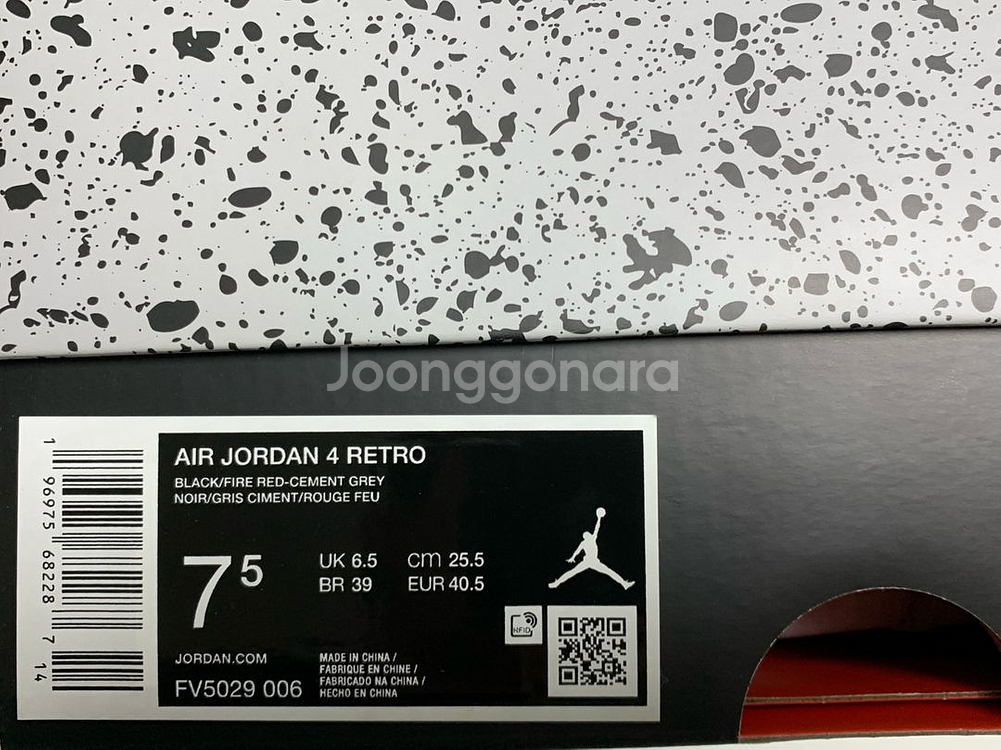 Joonggonara
AIR JORDAN 4 RETRO
BLACK/FIRE RED-CEMENT GREY
NOIR/GRIS CIMENT/ROUGE FEU
7 5
UK 6.5 cm 25.5
BR 39 EUR 40.5
RFID
JORDAN.COM
FV5029 006
MADE IN CHINA /
FABRIQUE EN CHINE /
FABRICADO NA CHINA /
HECHO EN CHINA
1 96975 68228 7 14